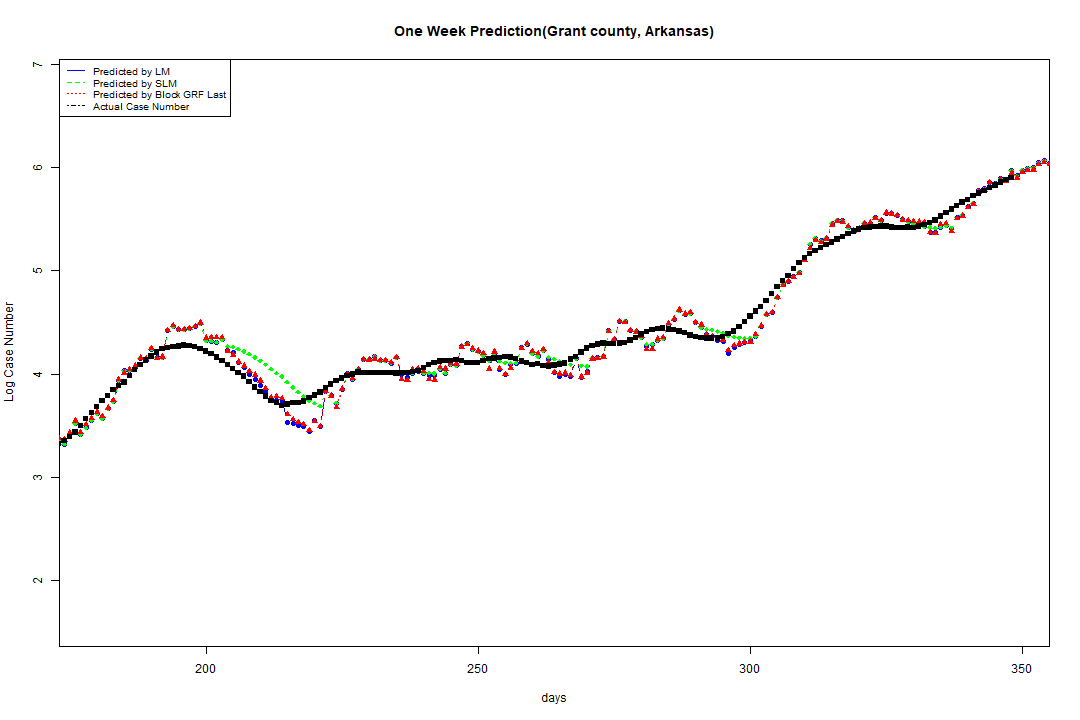 One Week Prediction(Grant county, Arkansas)
Predicted by LM
Predicted by SLM
Predicted by Block GRF Last
Actual Case Number
Log Case Number
7
6
5
4
3
2
200
250
300
350
days